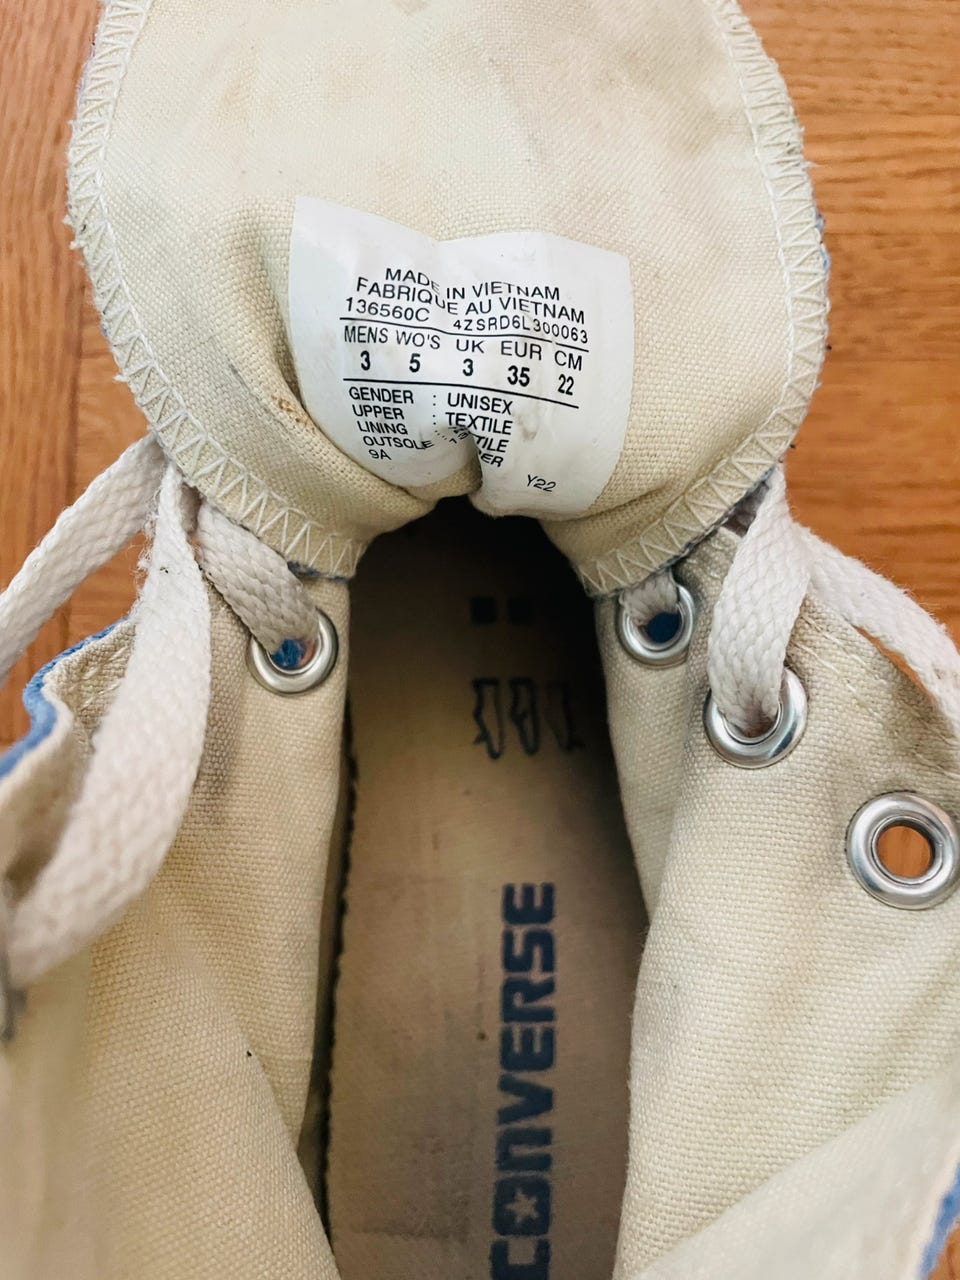 MADE IN VIETNAM
FABRIQUE AU VIETNAM
136560C 4ZSRD6L300063
MENS WO'S UK EUR CM
3 5 3 35 22
GENDER : UNISEX
UPPER : TEXTILE
LINING
OUTSOLE
9A
Y22
CONVERSE